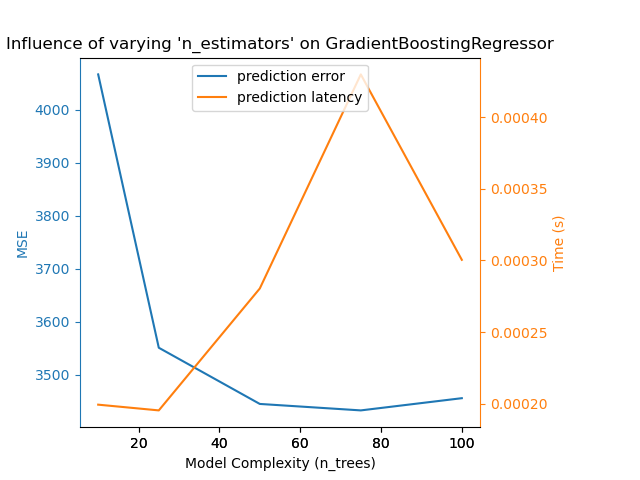 Influence of varying 'n_estimators' on GradientBoostingRegressor
prediction error
prediction latency
MSE
4000
3900
3800
3700
3600
3500
0.00040
0.00035
0.00030
0.00025
0.00020
Time (s)
20 40 60 80 100
Model Complexity (n_trees)